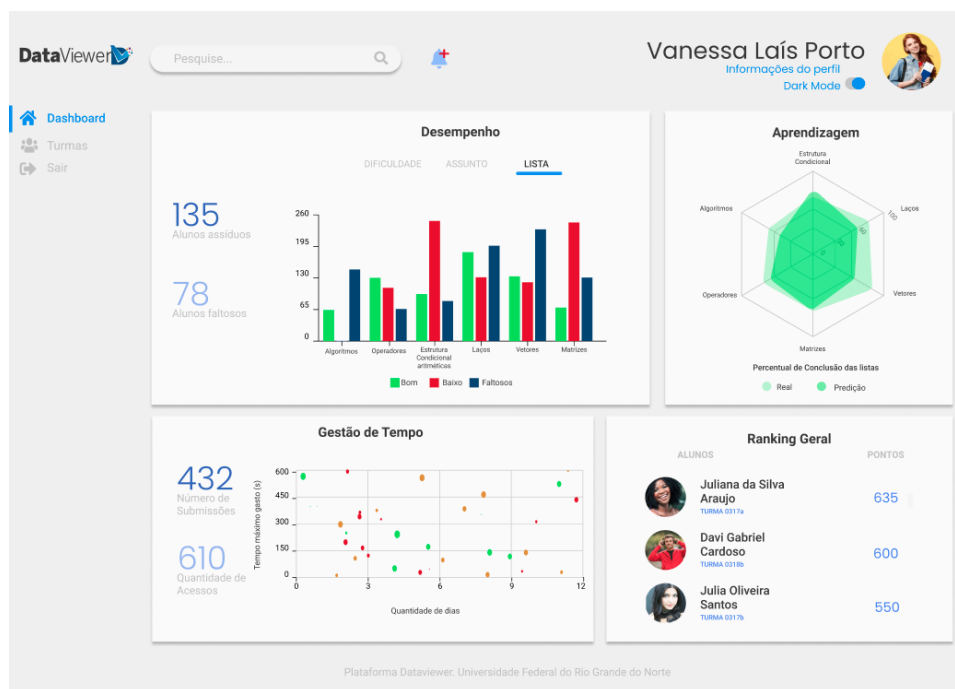 DataViewer
Pesquise...
Vanessa Laís Porto
Informações do perfil
Dark Mode
Dashboard
Turmas
Sair
Desempenho
DIFICULDADE ASSUNTO LISTA
135
Alunos assíduos
78
Alunos faltosos
260
195
130
65
0
Algoritmos Operadores Estrutura Condicional aritméticas Laços Vetores Matrizes
Bom Baixo Faltosos
Aprendizagem
Estrutura
Condicional
Algoritmos
Laços
100
0
Operadores
Vetores
Matrizes
Percentual de Conclusão das listas
Real Predição
Gestão de Tempo
432
Número de
Submissões
610
Quantidade de
Acessos
Tempo máximo gasto (s)
600
450
300
150
0
0 3 6 9 12
Quantidade de dias
Ranking Geral
ALUNOS PONTOS
Juliana da Silva
Araujo
TURMA 0317a
635
Davi Gabriel
Cardoso
TURMA 0318b
600
Julia Oliveira
Santos
TURMA 0317b
550
Plataforma Dataviewer. Universidade Federal do Rio Grande do Norte